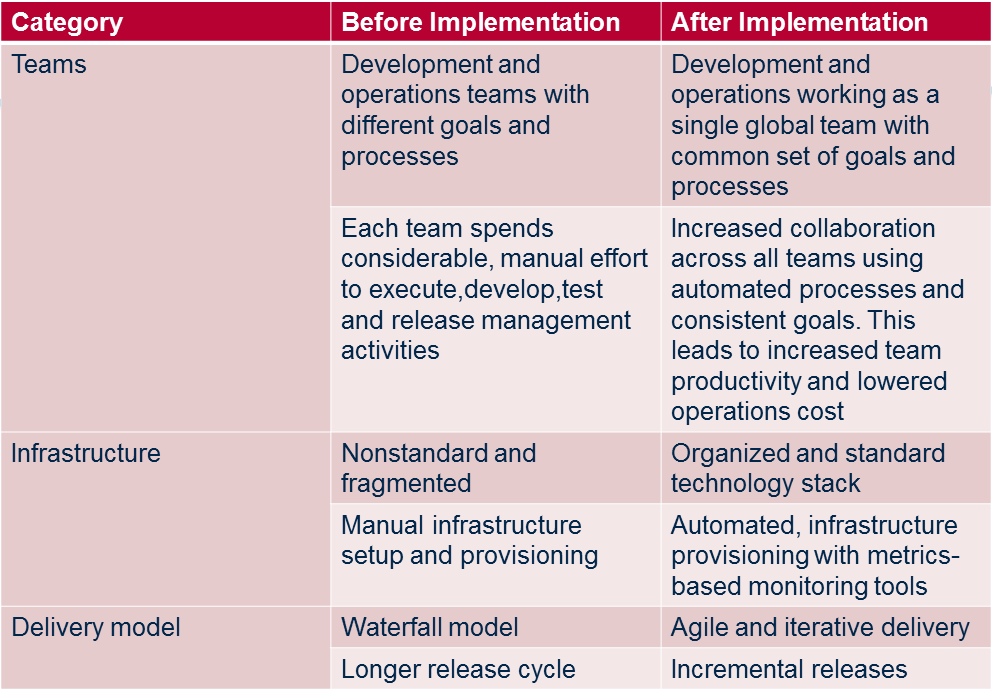 Category Before Implementation After Implementation
Teams
Development and
operations teams with
different goals and
processes
Development and
operations working as a
single global team with
common set of goals and
processes
Each team spends
considerable, manual effort
to execute,develop,test
and release management
activities
Increased collaboration
across all teams using
automated processes and
consistent goals. This
leads to increased team
productivity and lowered
operations cost
Infrastructure
Nonstandard and
fragmented
Organized and standard
technology stack
Manual infrastructure
setup and provisioning
Automated, infrastructure
provisioning with metrics-
based monitoring tools
Delivery model
Waterfall model
Agile and iterative delivery
Longer release cycle
Incremental releases